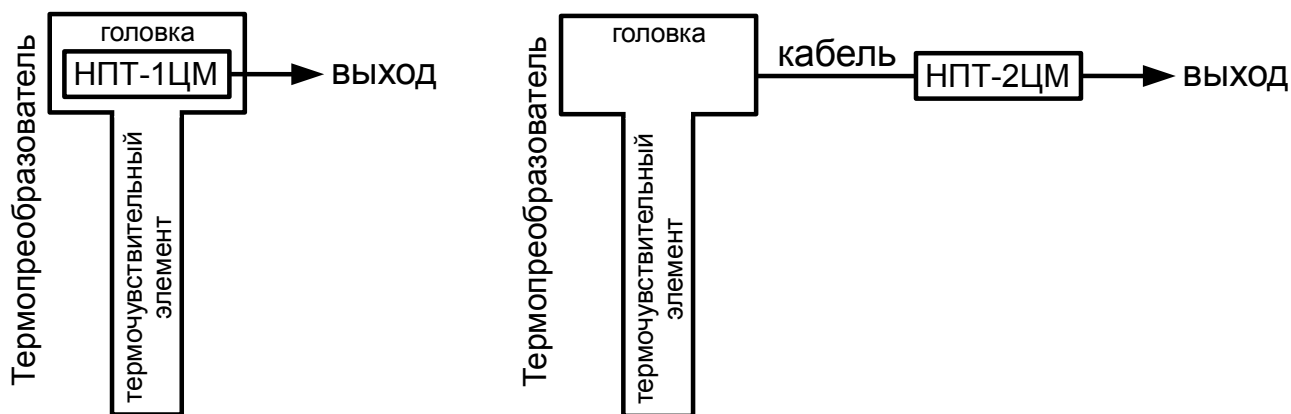 Термопреобразователь
головка
НПТ-1ЦМ
выход
термочувствительный
элемент
Термопреобразователь
головка
кабель
НПТ-2ЦМ
выход
термочувствительный
элемент